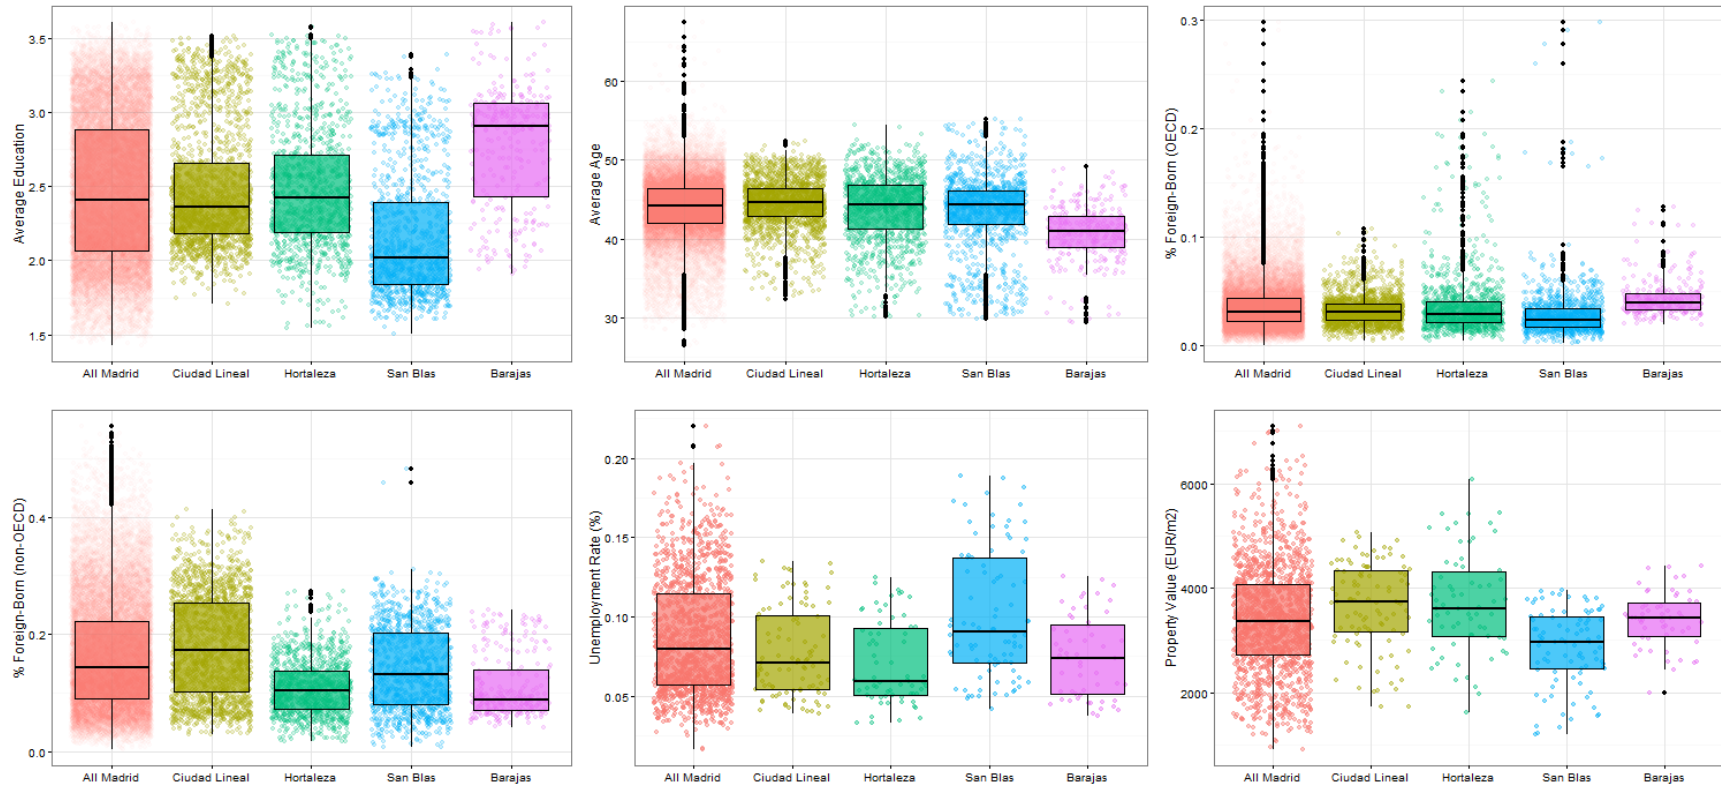 Average Education
3.5
3.0
2.5
2.0
1.5
All Madrid Ciudad Lineal Hortaleza San Blas Barajas
Average Age
60
50
40
30
All Madrid Ciudad Lineal Hortaleza San Blas Barajas
% Foreign-Born (OECD)
0.3
0.2
0.1
0.0
All Madrid Ciudad Lineal Hortaleza San Blas Barajas
% Foreign-Born (non-OECD)
0.4
0.2
0.0
All Madrid Ciudad Lineal Hortaleza San Blas Barajas
Unemployment Rate (%)
0.20
0.15
0.10
0.05
All Madrid Ciudad Lineal Hortaleza San Blas Barajas
Property Value (EUR/m2)
6000
4000
2000
All Madrid Ciudad Lineal Hortaleza San Blas Barajas